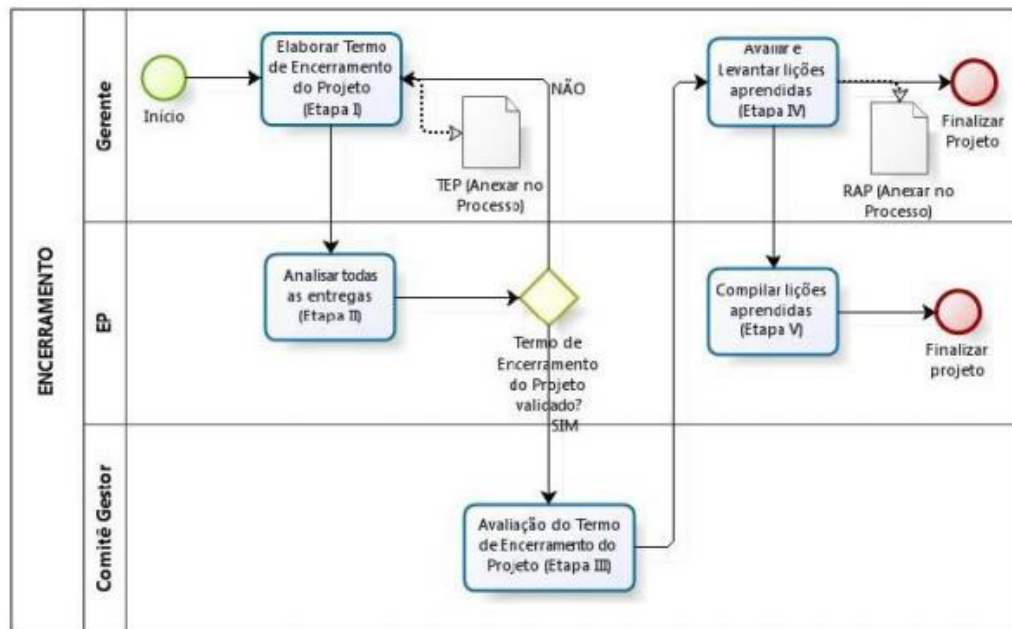 ENCERRAMENTO
Gerente
Início
Elaborar Termo
de Encerramento
do Projeto
(Etapa I)
TEP (Anexar no
Processo)
NÃO
Avaliar e
Levantar lições
aprendidas
(Etapa IV)
RAP (Anexar no
Processo)
Finalizar
Projeto
EP
Analisar todas
as entregas
(Etapa II)
Termo de
Encerramento
do Projeto
validado?
SIM
Compilar lições
aprendidas
(Etapa V)
Finalizar
projeto
Comitê Gestor
Avaliação do Termo
de Encerramento do
Projeto (Etapa III)